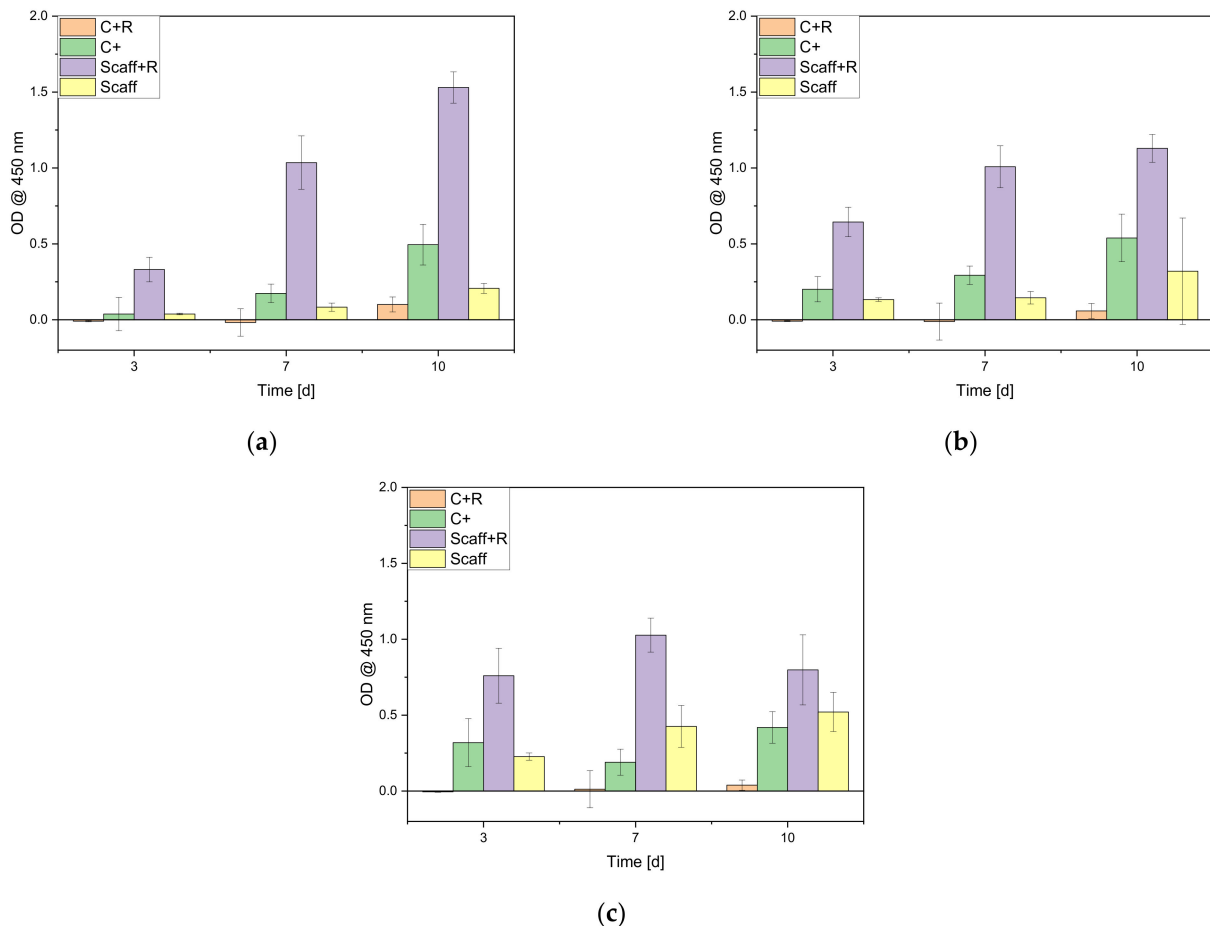 2.0
C+R
C+
Scaff+R
Scaff
1.5
1.0
0.5
0.0
OD @ 450 nm
3
7
10
Time [d]
(a)
2.0
C+R
C+
Scaff+R
Scaff
1.5
1.0
0.5
0.0
OD @ 450 nm
3
7
10
Time [d]
(b)
2.0
C+R
C+
Scaff+R
Scaff
1.5
1.0
0.5
0.0
OD @ 450 nm
3
7
10
Time [d]
(c)